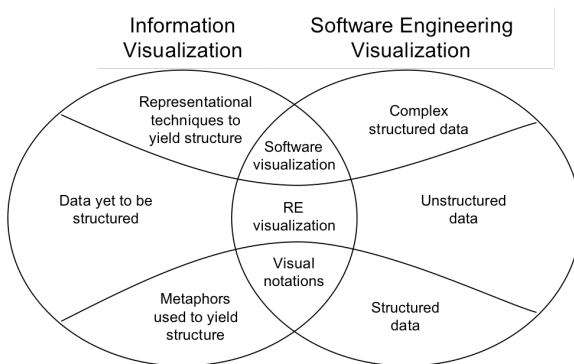 Information
Visualization
Software Engineering
Visualization
Representational
techniques to
yield structure
Complex
structured data
Software
visualization
Data yet to be
structured
RE
visualization
Unstructured
data
Visual
notations
Metaphors
used to yield
structure
Structured
data